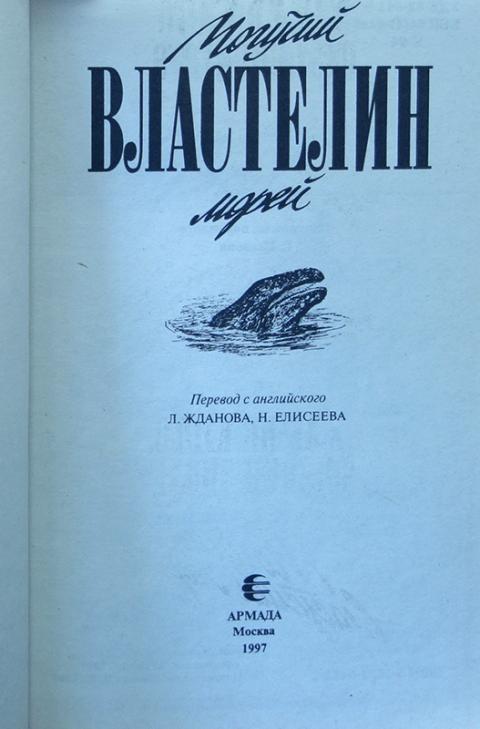 Могучий
ВЛАСТЕЛИН
морей
Перевод с английского
Л. ЖДАНОВА, Н. ЕЛИСЕЕВА
АРМАДА
Москва
1997